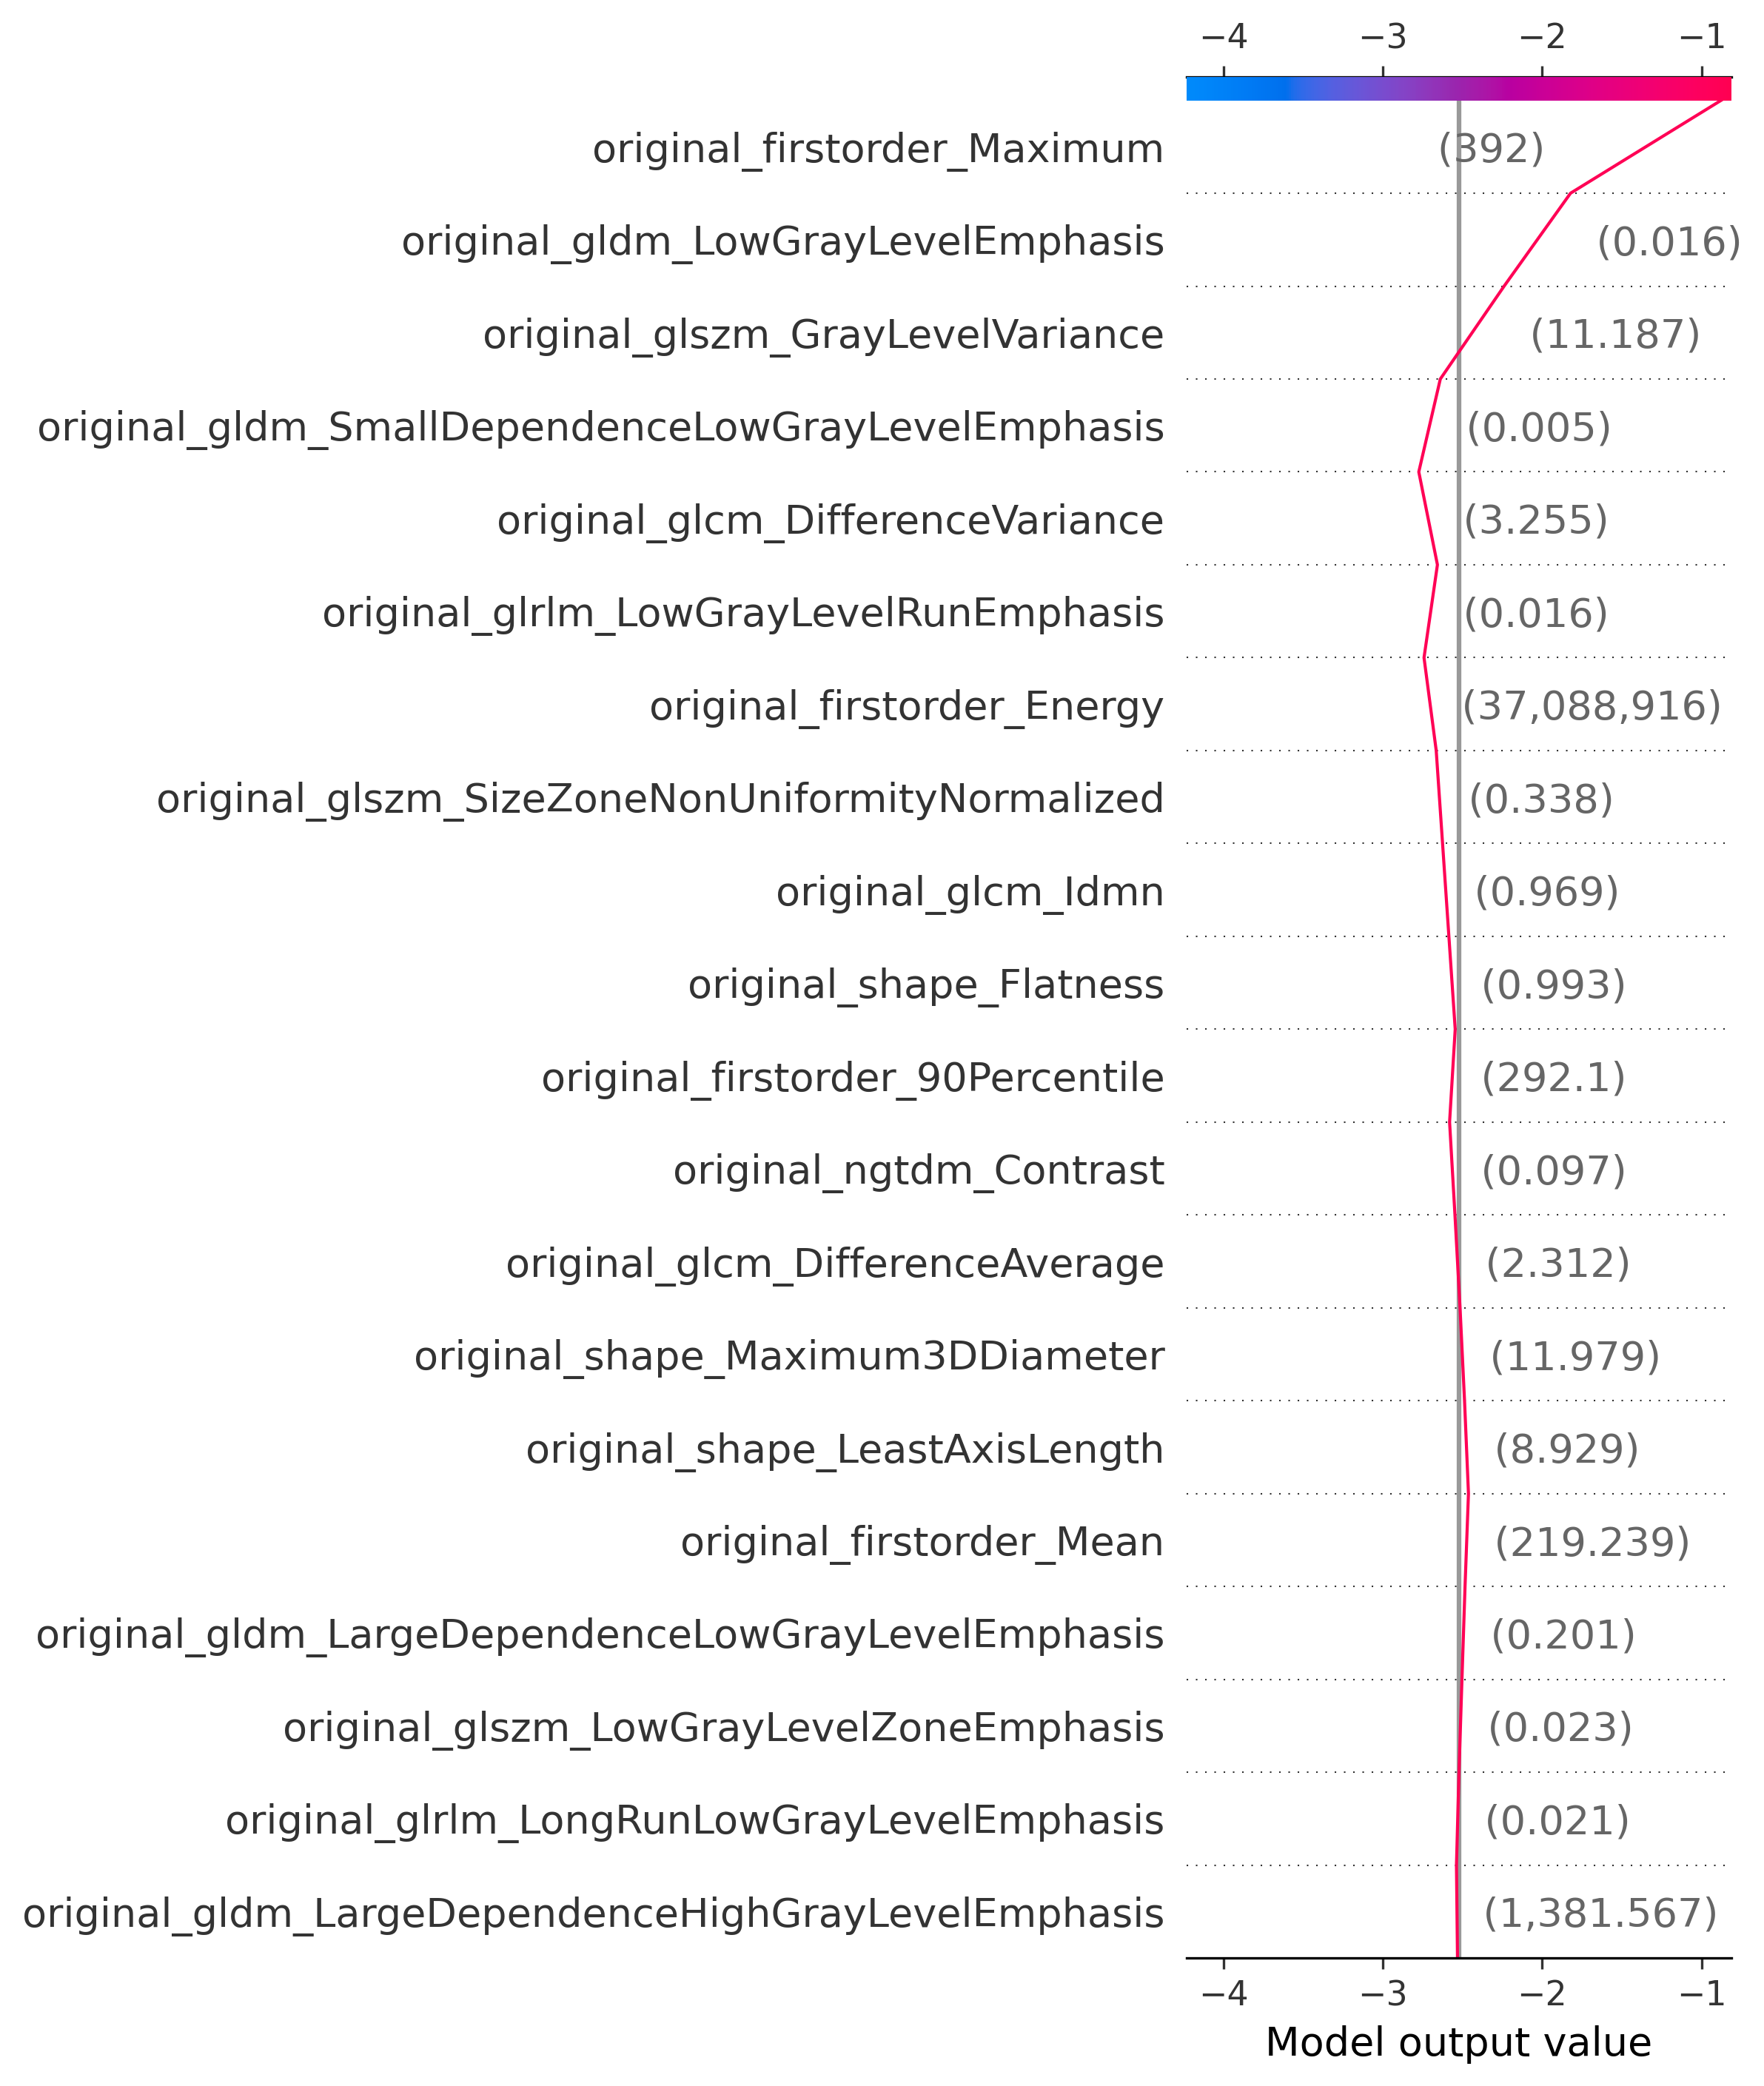 −4 −3 −2 −1
original_firstorder_Maximum (392)
original_gldm_LowGrayLevelEmphasis (0.016)
original_glszm_GrayLevelVariance (11.187)
original_gldm_SmallDependenceLowGrayLevelEmphasis (0.005)
original_glcm_DifferenceVariance (3.255)
original_glrlm_LowGrayLevelRunEmphasis (0.016)
original_firstorder_Energy (37,088,916)
original_glszm_SizeZoneNonUniformityNormalized (0.338)
original_glcm_Idmn (0.969)
original_shape_Flatness (0.993)
original_firstorder_90Percentile (292.1)
original_ngtdm_Contrast (0.097)
original_glcm_DifferenceAverage (2.312)
original_shape_Maximum3DDiameter (11.979)
original_shape_LeastAxisLength (8.929)
original_firstorder_Mean (219.239)
original_gldm_LargeDependenceLowGrayLevelEmphasis (0.201)
original_glszm_LowGrayLevelZoneEmphasis (0.023)
original_glrlm_LongRunLowGrayLevelEmphasis (0.021)
original_gldm_LargeDependenceHighGrayLevelEmphasis (1,381.567)
−4 −3 −2 −1
Model output value